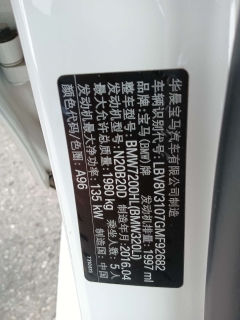 华晨宝马汽车有限公司制造
车辆识别代号: LBV8V3107GMF92682
品牌: 宝马(BMW)牌 发动机排量: 1997 ml
整车型号: BMW7200HL(BMW320Li)
发动机型号: N20B20D 制造年月: 2016.04
最大允许总质量: 1980 kg 乘坐人数: 5人
发动机最大净功率: 135 kW 制造国: 中国
颜色代码/色图: A96